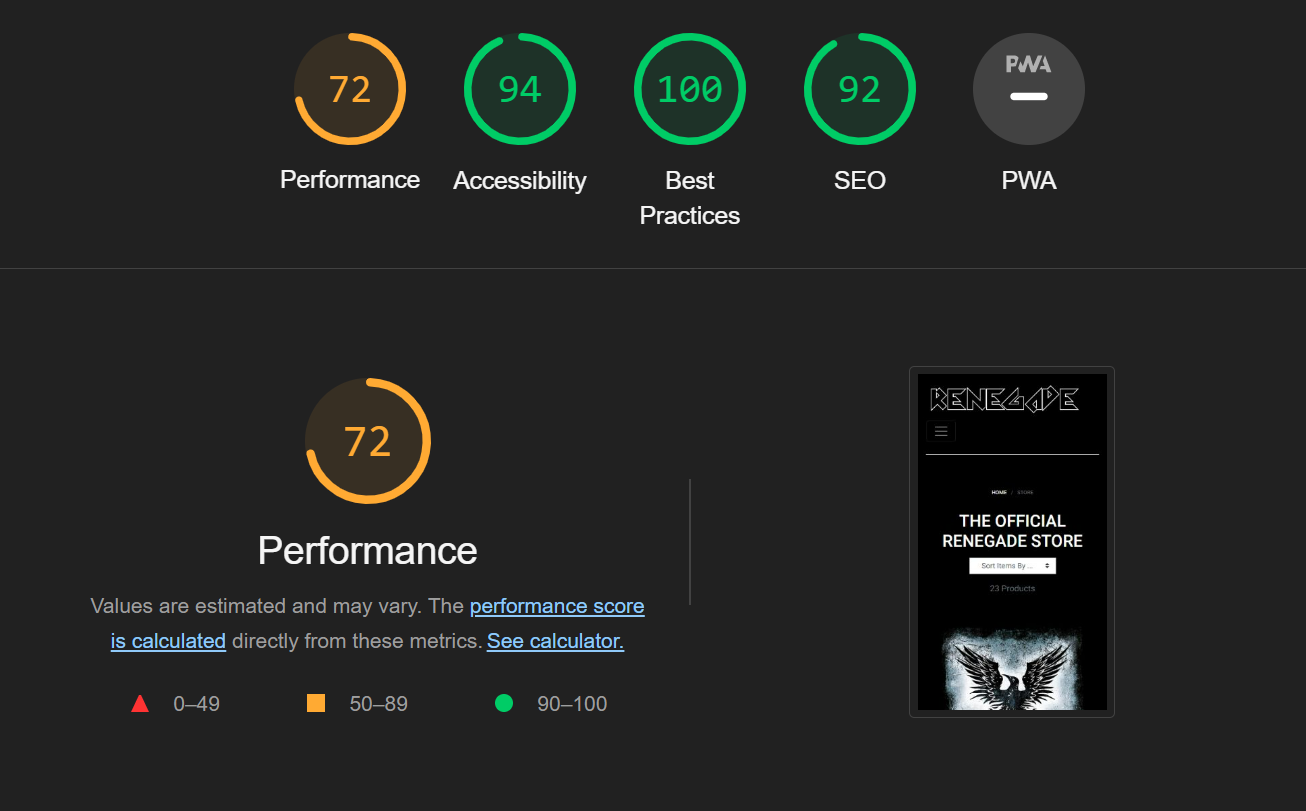 72
94
100
92
PWA
Performance
Accessibility
Best
Practices
SEO
PWA
72
Performance
Values are estimated and may vary. The performance score
is calculated directly from these metrics. See calculator.
0–49
50–89
90–100
RENEGADE
HOME / STORE
THE OFFICIAL
RENEGADE STORE
Sort Items By ...
23 Products